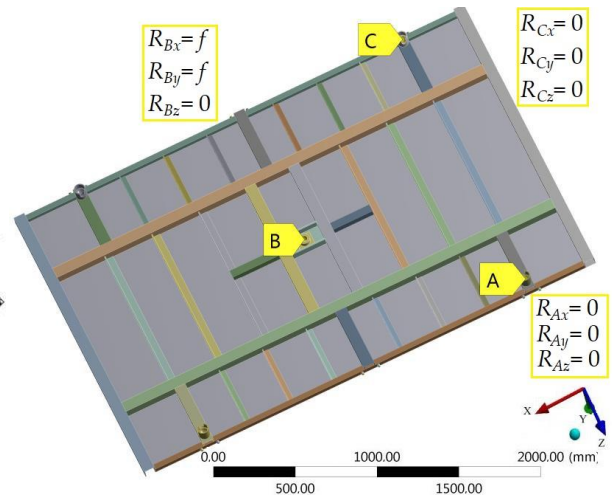 R_Bx = f
R_By = f
R_Bz = 0
C
R_Cx = 0
R_Cy = 0
R_Cz = 0
B
A
R_Ax = 0
R_Ay = 0
R_Az = 0
X
Y
Z
0.00 1000.00 2000.00 (mm)
500.00 1500.00